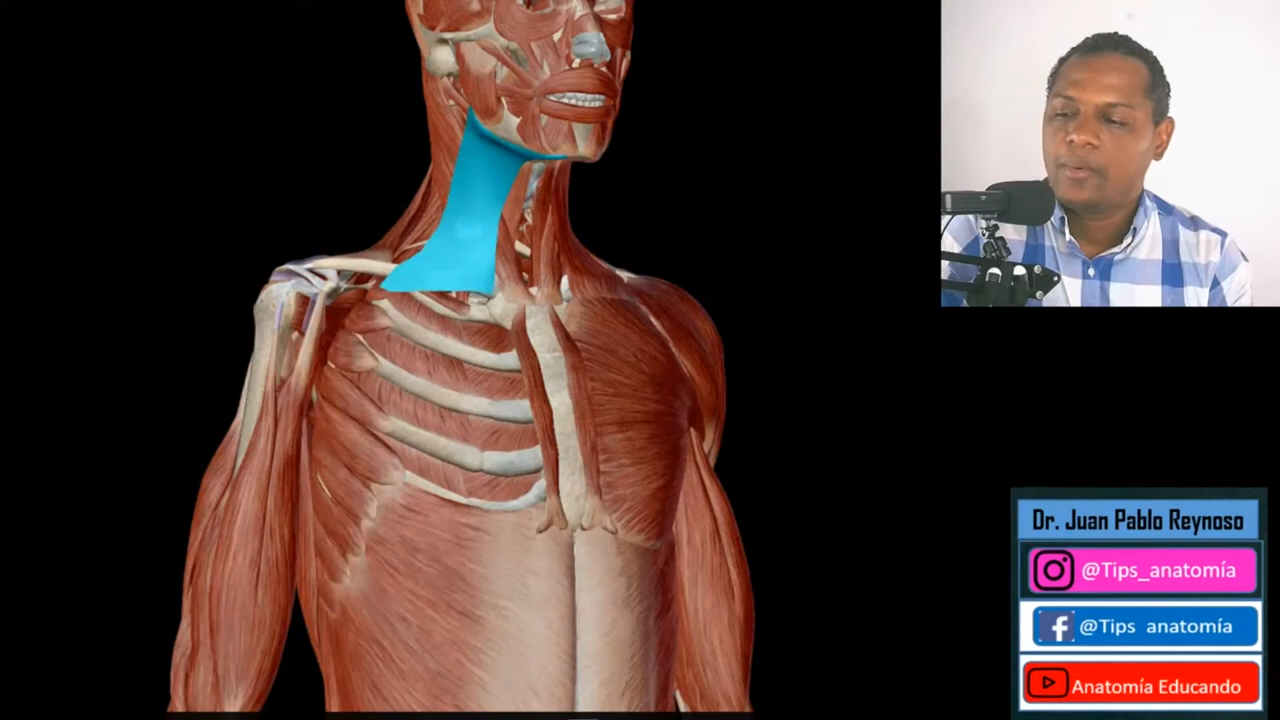 Dr. Juan Pablo Reynoso
@Tips_anatomía
@Tips anatomía
Anatomía Educando